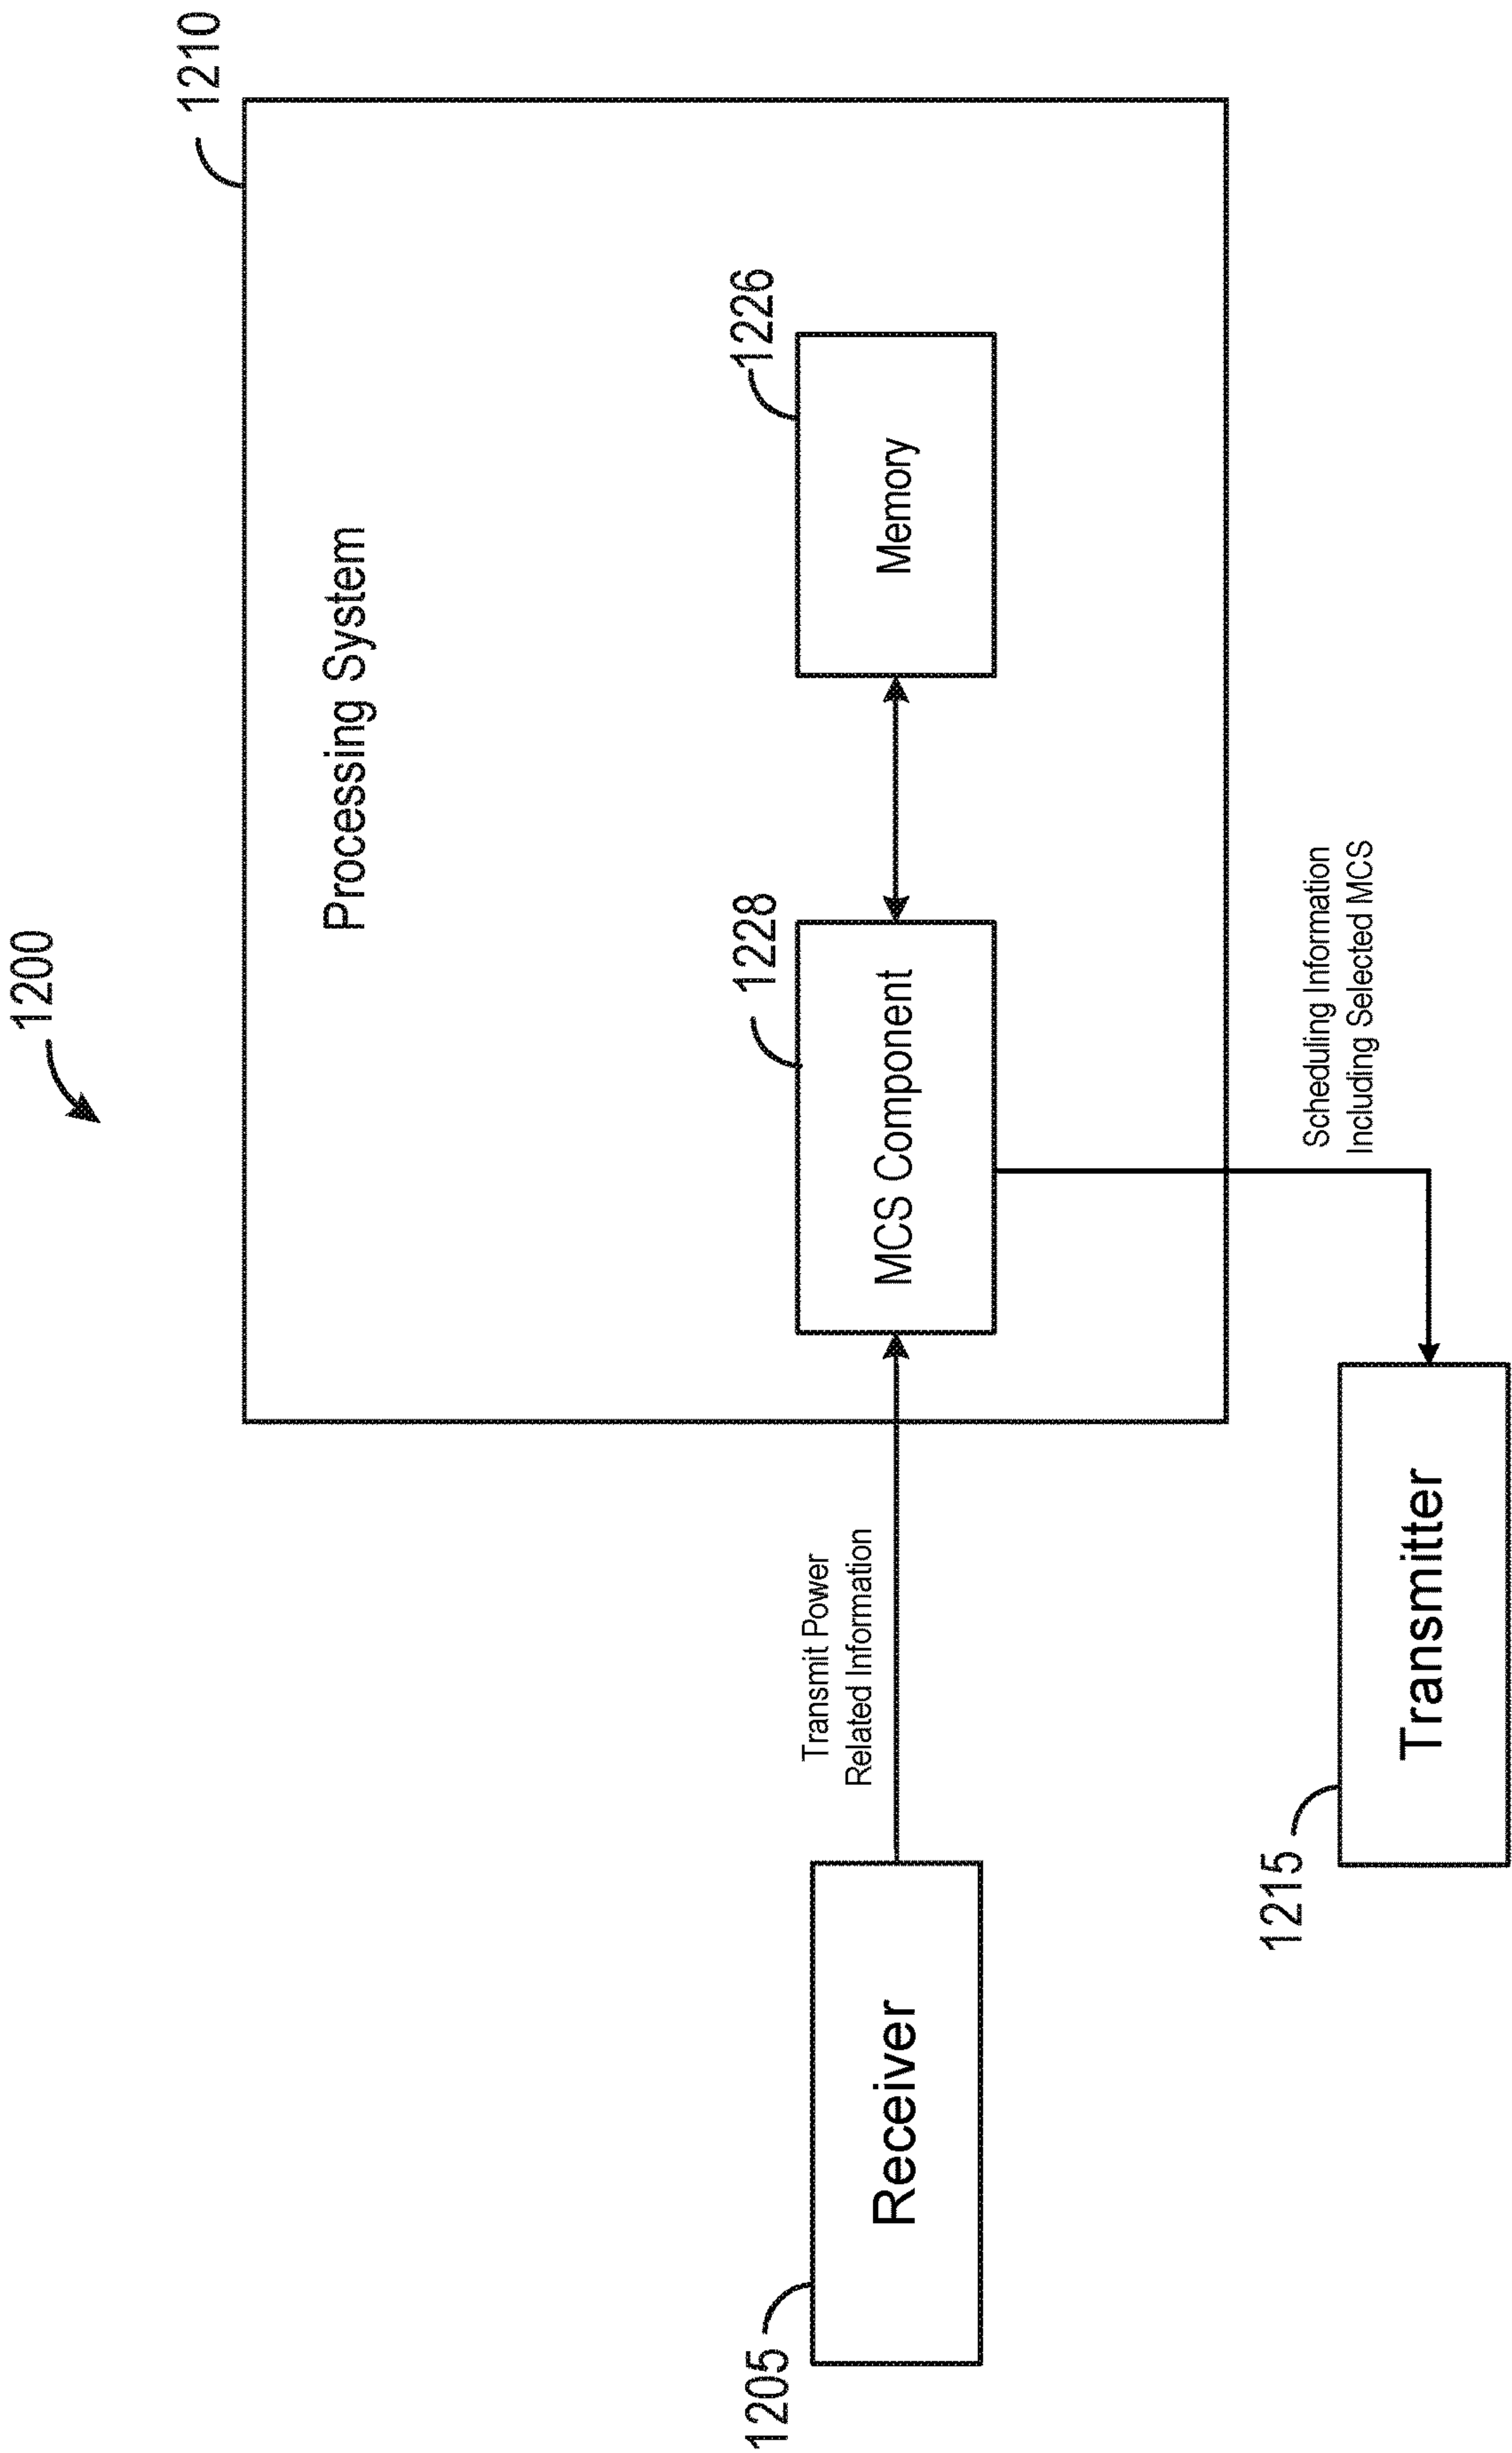 1200
1210
Processing System
1228
1226
MCS Component
Memory
Transmit Power
Related Information
1205
Receiver
Scheduling Information
Including Selected MCS
1215
Transmitter